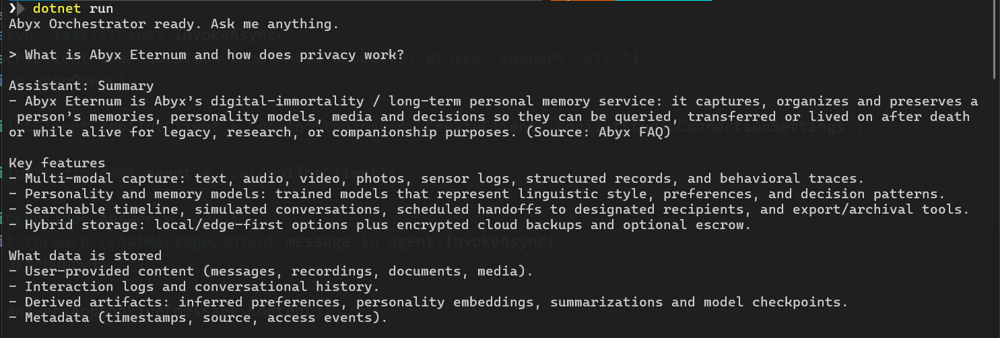 ❯ dotnet run
Abyx Orchestrator ready. Ask me anything.
> What is Abyx Eternum and how does privacy work?
Assistant: Summary
- Abyx Eternum is Abyx’s digital-immortality / long-term personal memory service: it captures, organizes and preserves a
person’s memories, personality models, media and decisions so they can be queried, transferred or lived on after death
or while alive for legacy, research, or companionship purposes. (Source: Abyx FAQ)
Key features
- Multi-modal capture: text, audio, video, photos, sensor logs, structured records, and behavioral traces.
- Personality and memory models: trained models that represent linguistic style, preferences, and decision patterns.
- Searchable timeline, simulated conversations, scheduled handoffs to designated recipients, and export/archival tools.
- Hybrid storage: local/edge-first options plus encrypted cloud backups and optional escrow.
What data is stored
- User-provided content (messages, recordings, documents, media).
- Interaction logs and conversational history.
- Derived artifacts: inferred preferences, personality embeddings, summarizations and model checkpoints.
- Metadata (timestamps, source, access events).